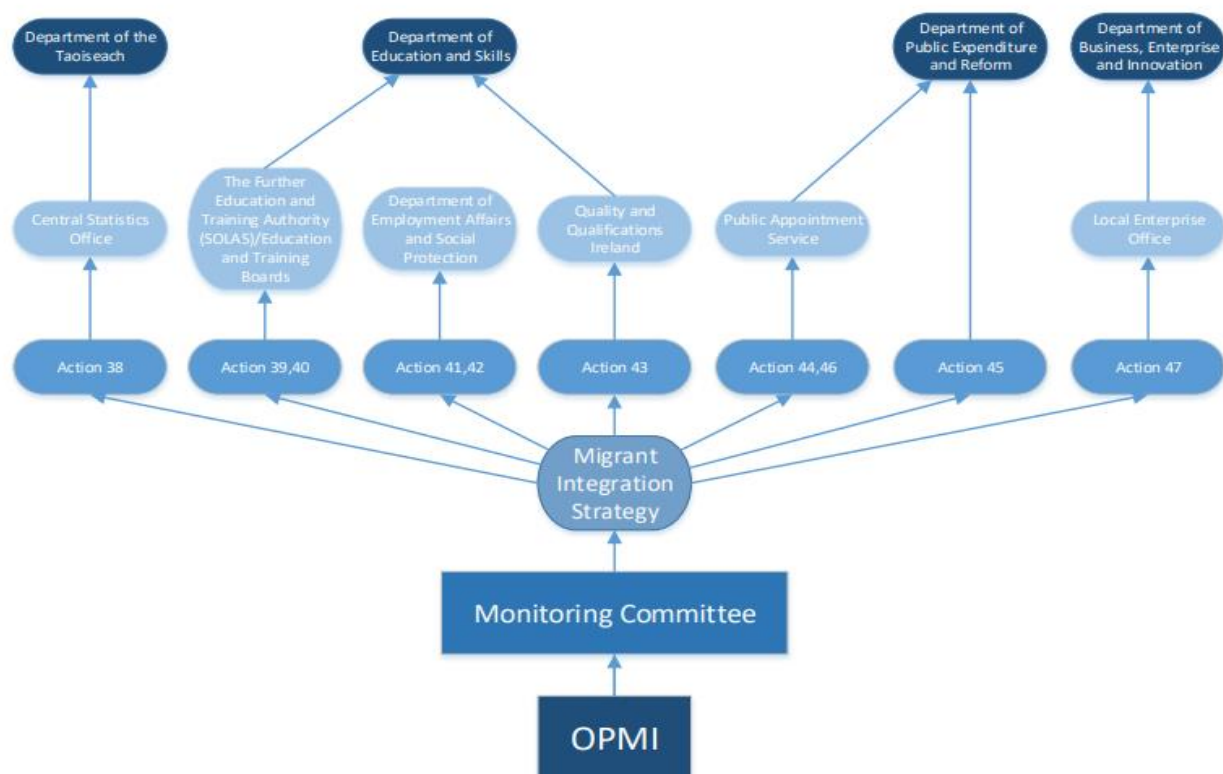 Department of the
Taoiseach
Department of
Education and Skills
Department of
Public Expenditure
and Reform
Department of
Business, Enterprise
and Innovation
Central Statistics
Office
The Further
Education and
Training Authority
(SOLAS)/Education
and Training
Boards
Department of
Employment Affairs
and Social
Protection
Quality and
Qualifications
Ireland
Public Appointment
Service
Local Enterprise
Office
Action 38
Action 39,40
Action 41,42
Action 43
Action 44,46
Action 45
Action 47
Migrant
Integration
Strategy
Monitoring Committee
OPMI